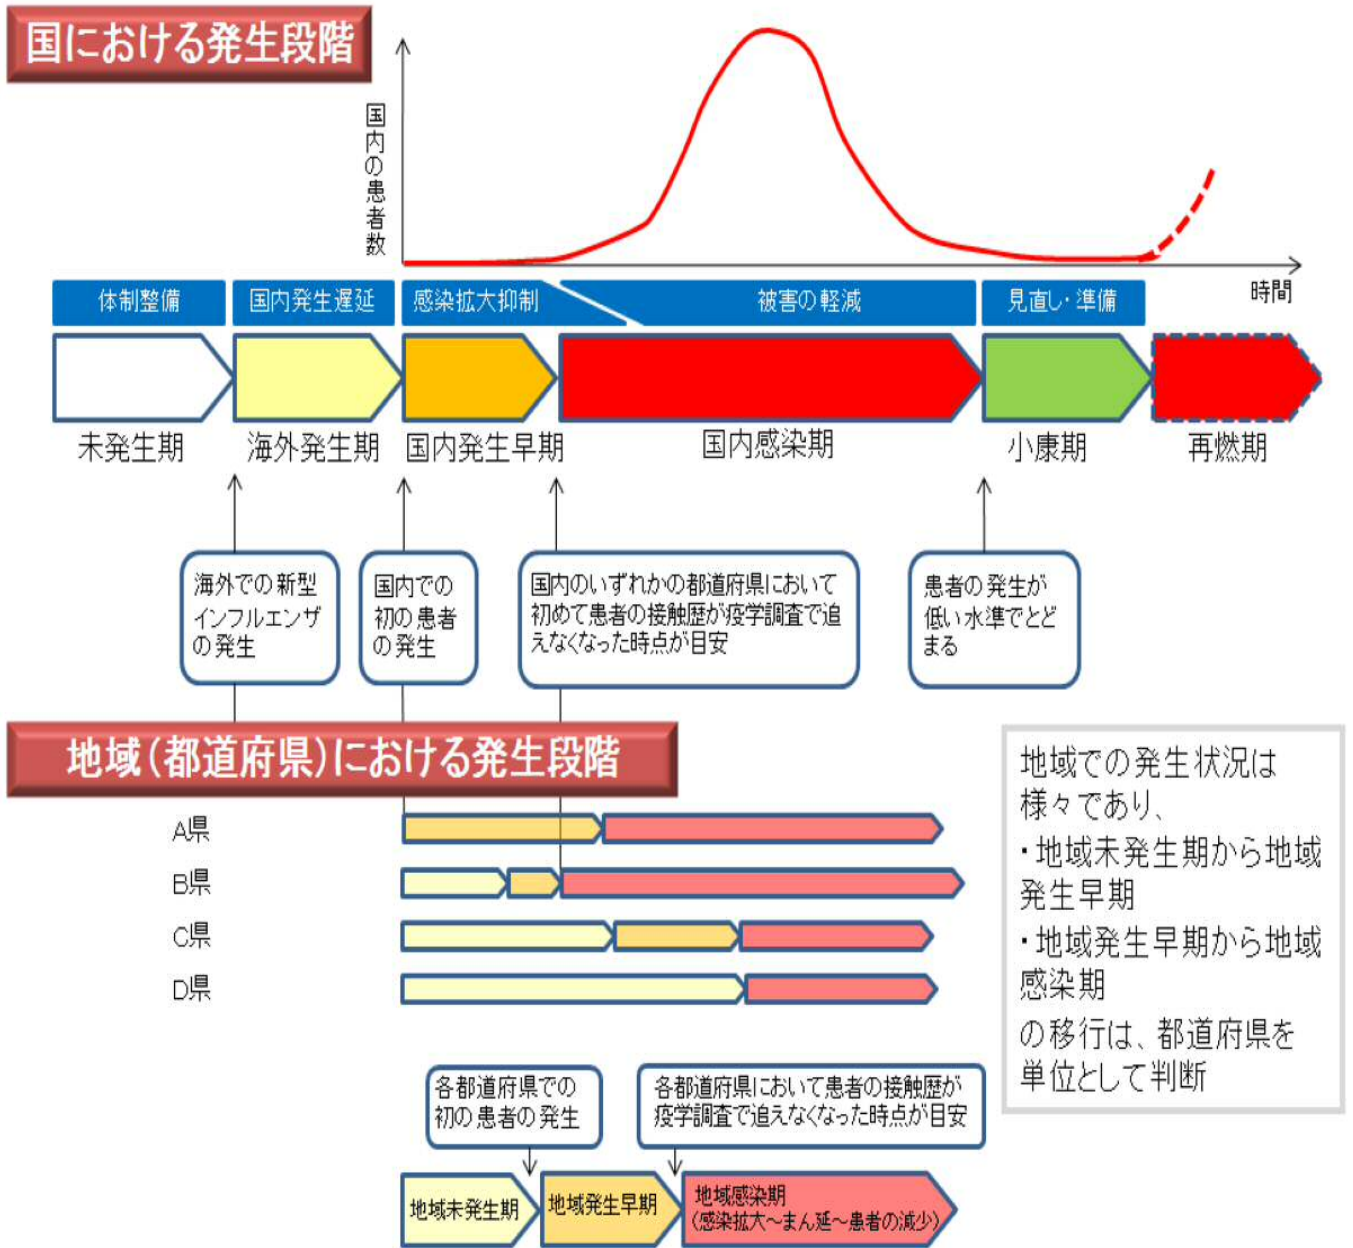 国における発生段階
国内の患者数
時間
体制整備
国内発生遅延
感染拡大抑制
被害の軽減
見直し・準備
未発生期
海外発生期
国内発生早期
国内感染期
小康期
再燃期
海外での新型
インフルエンザ
の発生
国内での
初の患者
の発生
国内のいずれかの都道府県において
初めて患者の接触歴が疫学調査で追
えなくなった時点が目安
患者の発生が
低い水準でとど
まる
地域(都道府県)における発生段階
A県
B県
C県
D県
地域での発生状況は
様々であり、
・地域未発生期から地域
発生早期
・地域発生早期から地域
感染期
の移行は、都道府県を
単位として判断
各都道府県での
初の患者の発生
各都道府県において患者の接触歴が
疫学調査で追えなくなった時点が目安
地域未発生期
地域発生早期
地域感染期
(感染拡大~まん延~患者の減少)